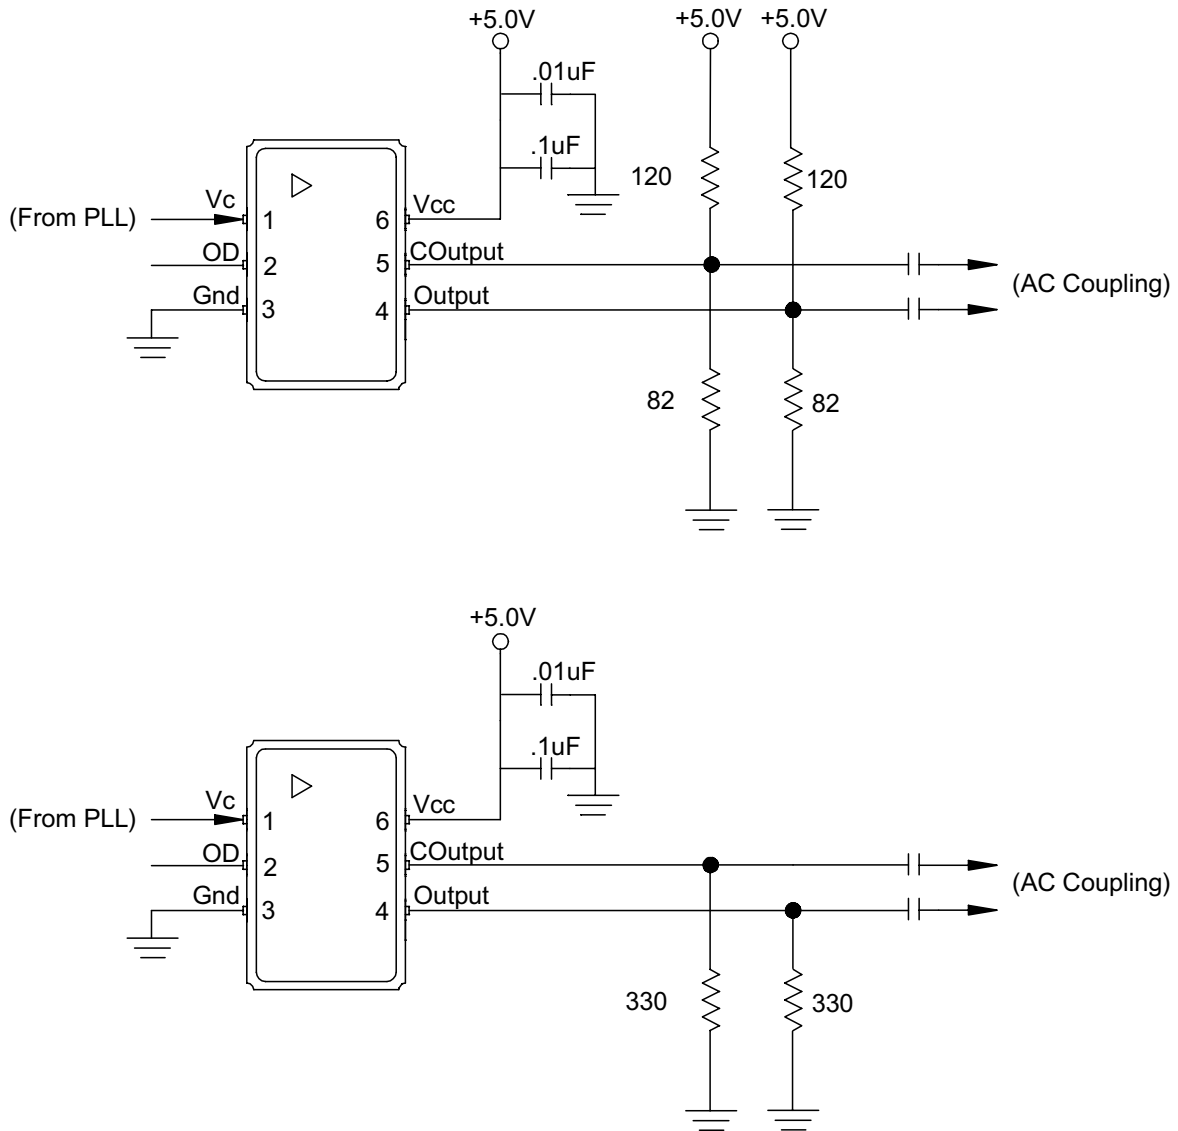 +5.0V
+5.0V +5.0V
.01uF
.1uF
120
120
(From PLL)
Vc
1
6
Vcc
OD
2
5
COutput
Gnd
3
4
Output
(AC Coupling)
82
82
+5.0V
.01uF
.1uF
(From PLL)
Vc
1
6
Vcc
OD
2
5
COutput
Gnd
3
4
Output
(AC Coupling)
330
330